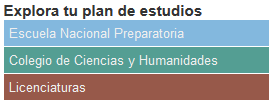 Explora tu plan de estudios
Escuela Nacional Preparatoria
Colegio de Ciencias y Humanidades
Licenciaturas